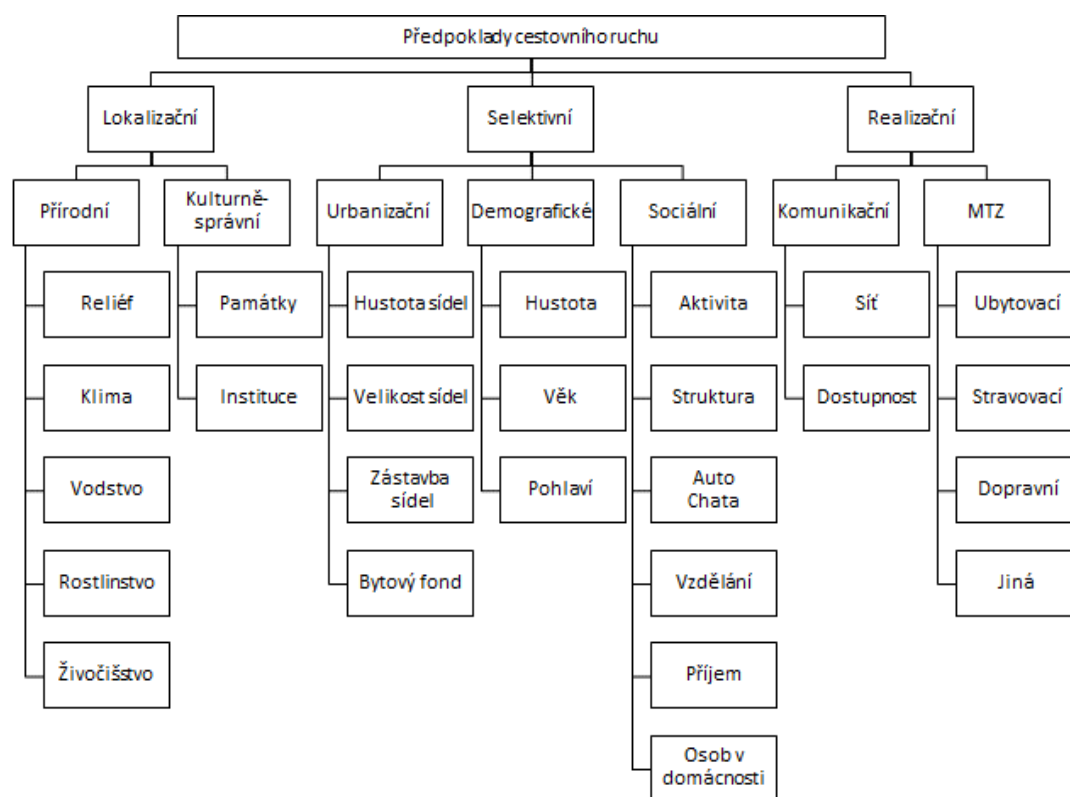 Předpoklady cestovního ruchu
Lokalizační
Selektivní
Realizační
Přírodní
Kulturně-
správní
Urbanizační
Demografické
Sociální
Komunikační
MTZ
Reliéf
Památky
Hustota sídel
Hustota
Aktivita
Síť
Ubytovací
Klima
Instituce
Velikost sídel
Věk
Struktura
Dostupnost
Stravovací
Vodstvo
Zástavba
sídel
Pohlaví
Auto
Chata
Dopravní
Rostlinstvo
Bytový fond
Vzdělání
Jiná
Živočišstvo
Příjem
Osob v
domácnosti